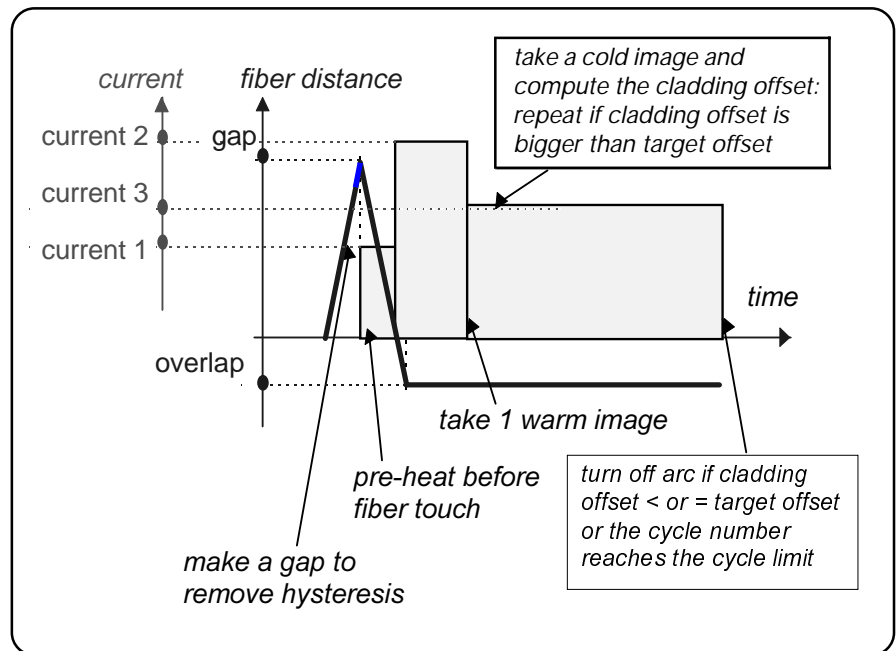 take a cold image and
compute the cladding offset:
repeat if cladding offset is
bigger than target offset
current
fiber distance
current 2
gap
current 3
current 1
time
overlap
take 1 warm image
pre-heat before
fiber touch
turn off arc if cladding
offset < or = target offset
or the cycle number
reaches the cycle limit
make a gap to
remove hysteresis